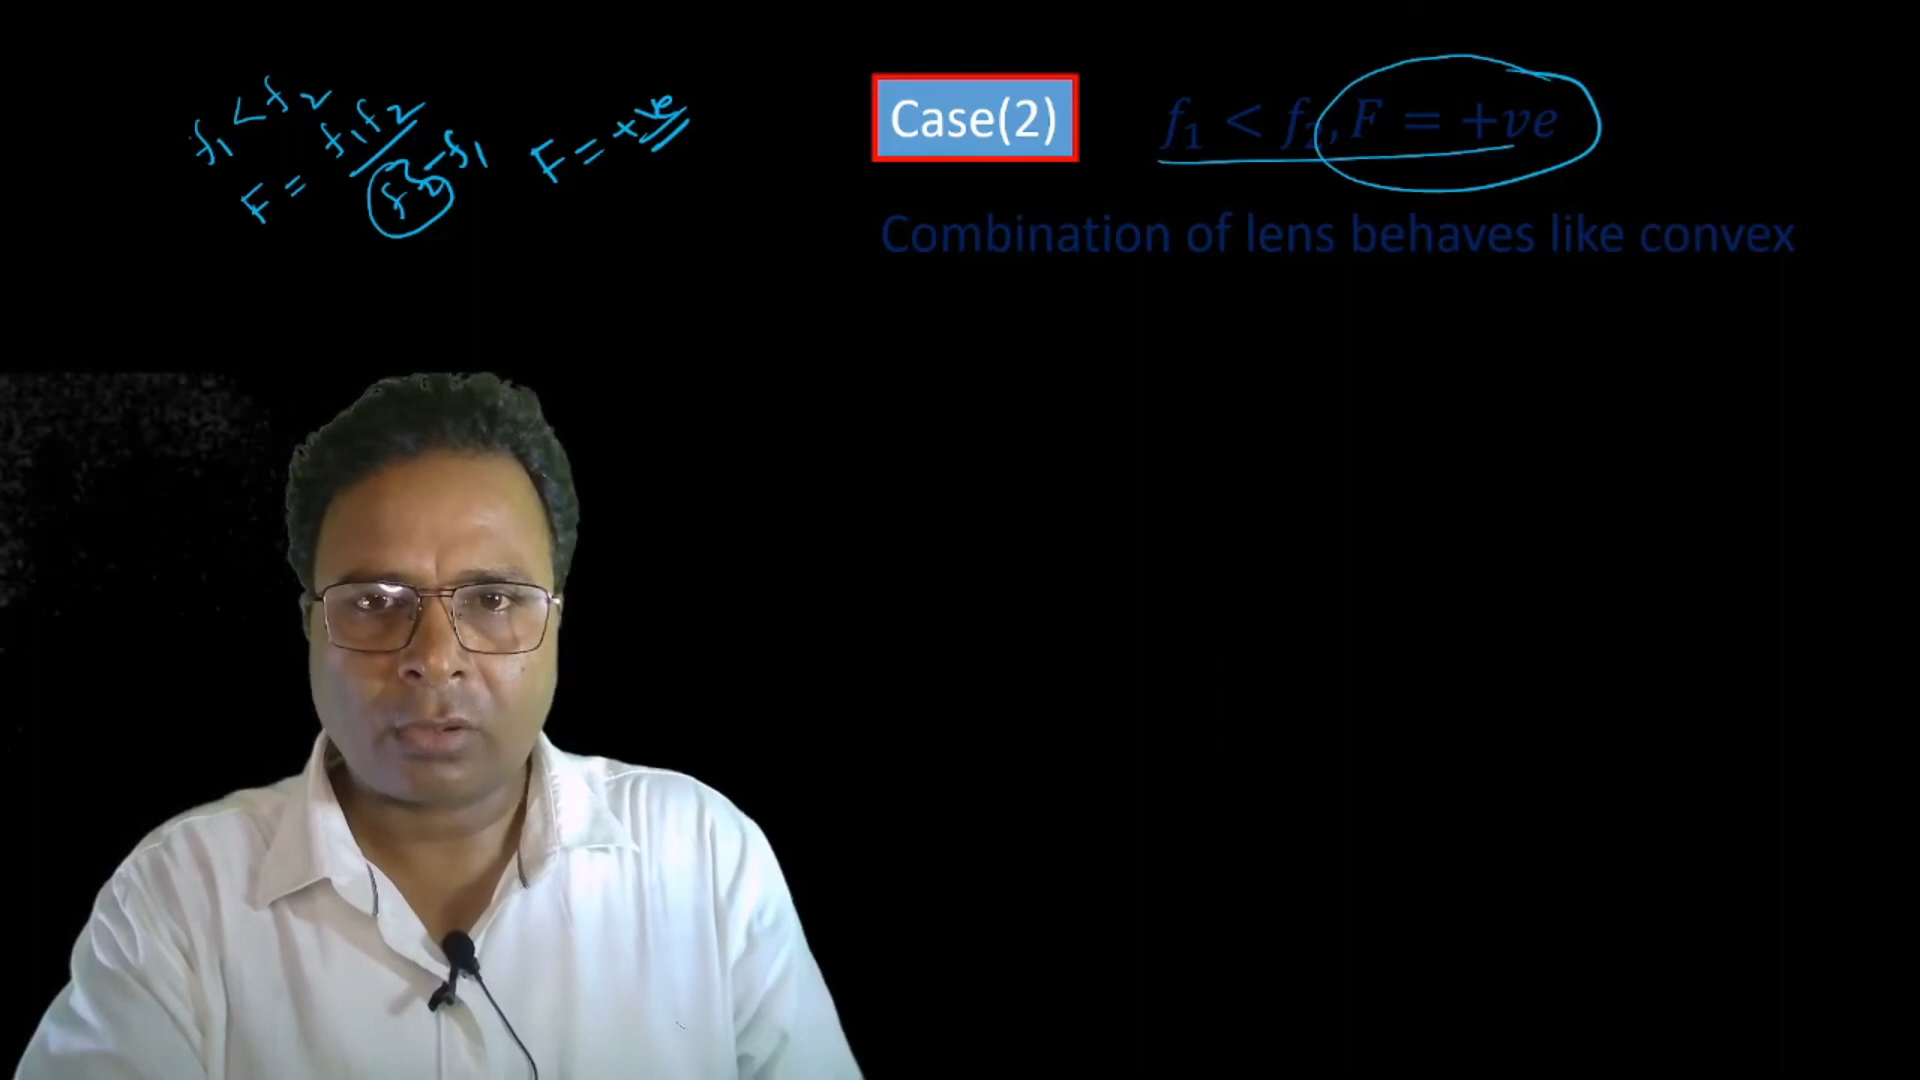 f₁ < f₂
F = f₁f₂ / f₂ - f₁
F = +ve
Case(2)
f₁ < f₂, F = +ve
Combination of lens behaves like convex